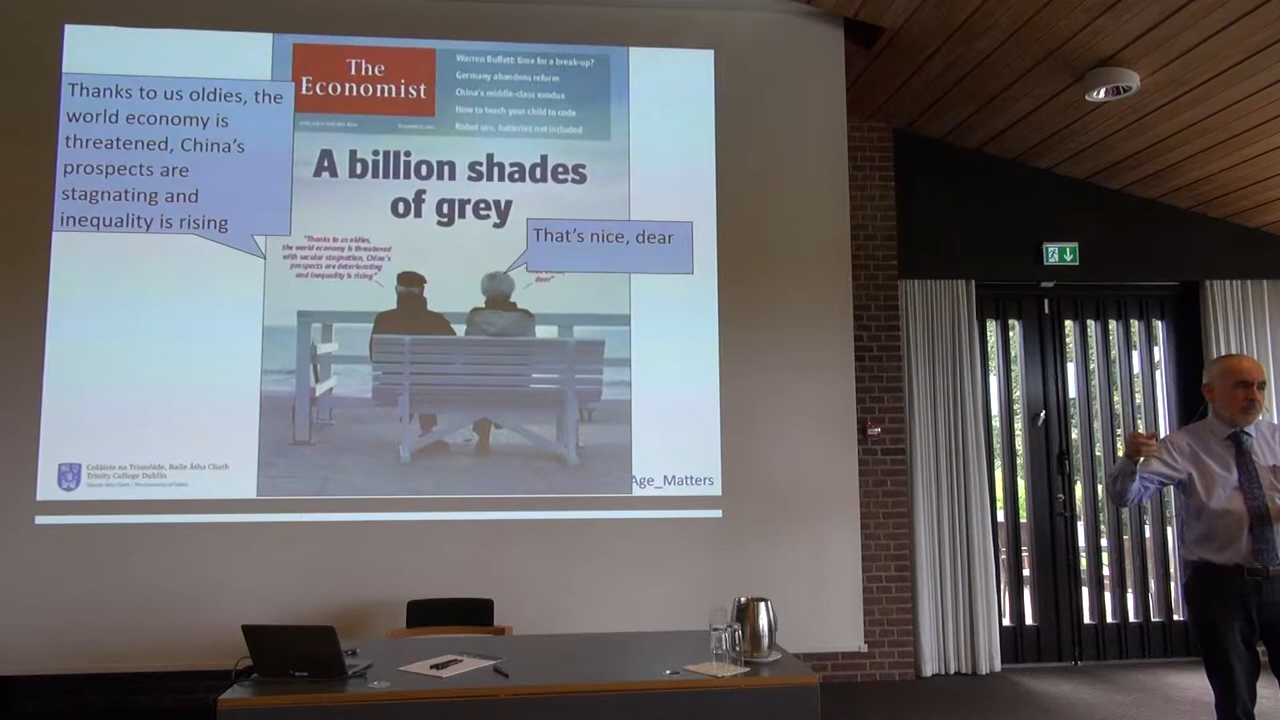 The
Economist
Warren Buffett: time for a break-up?
Germany abandons reform
China's middle-class exodus
How to teach your child to code
Robot sex, batteries not included
Thanks to us oldies, the
world economy is
threatened, China's
prospects are
stagnating and
inequality is rising
A billion shades
of grey
That's nice, dear
"Thanks to us oldies,
the world economy is threatened
with secular stagnation, China's
prospects are deteriorating
and inequality is rising"
dear"
Coláiste na Tríonóide, Baile Átha Cliath
Trinity College Dublin
Age_Matters